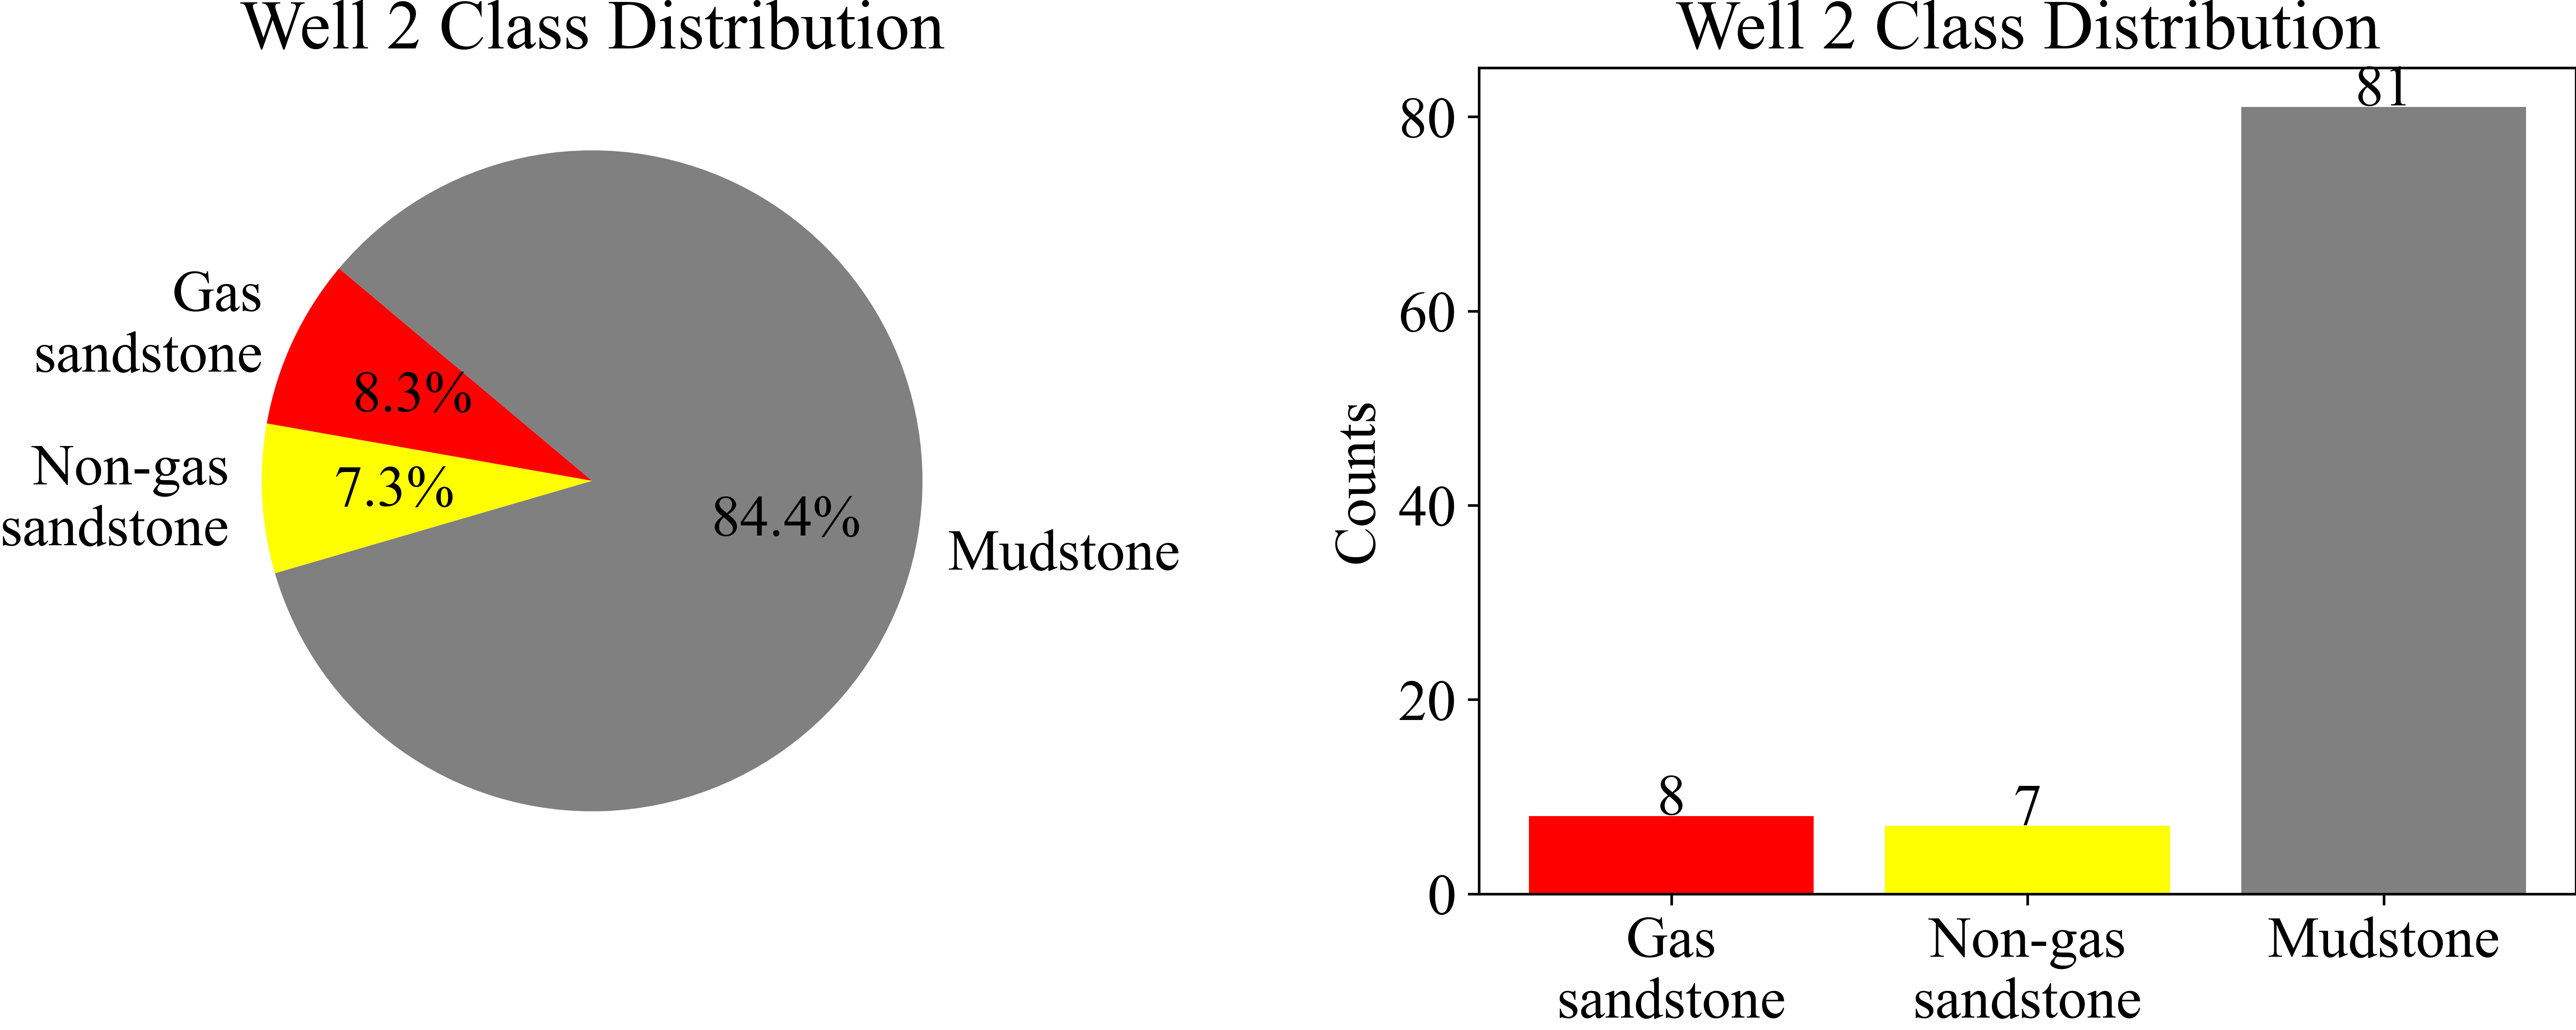 Well 2 Class Distribution
Gas
sandstone
8.3%
Non-gas
sandstone
7.3%
84.4%
Mudstone
Well 2 Class Distribution
81
80
60
40
20
0
Counts
8
7
Gas
sandstone
Non-gas
sandstone
Mudstone